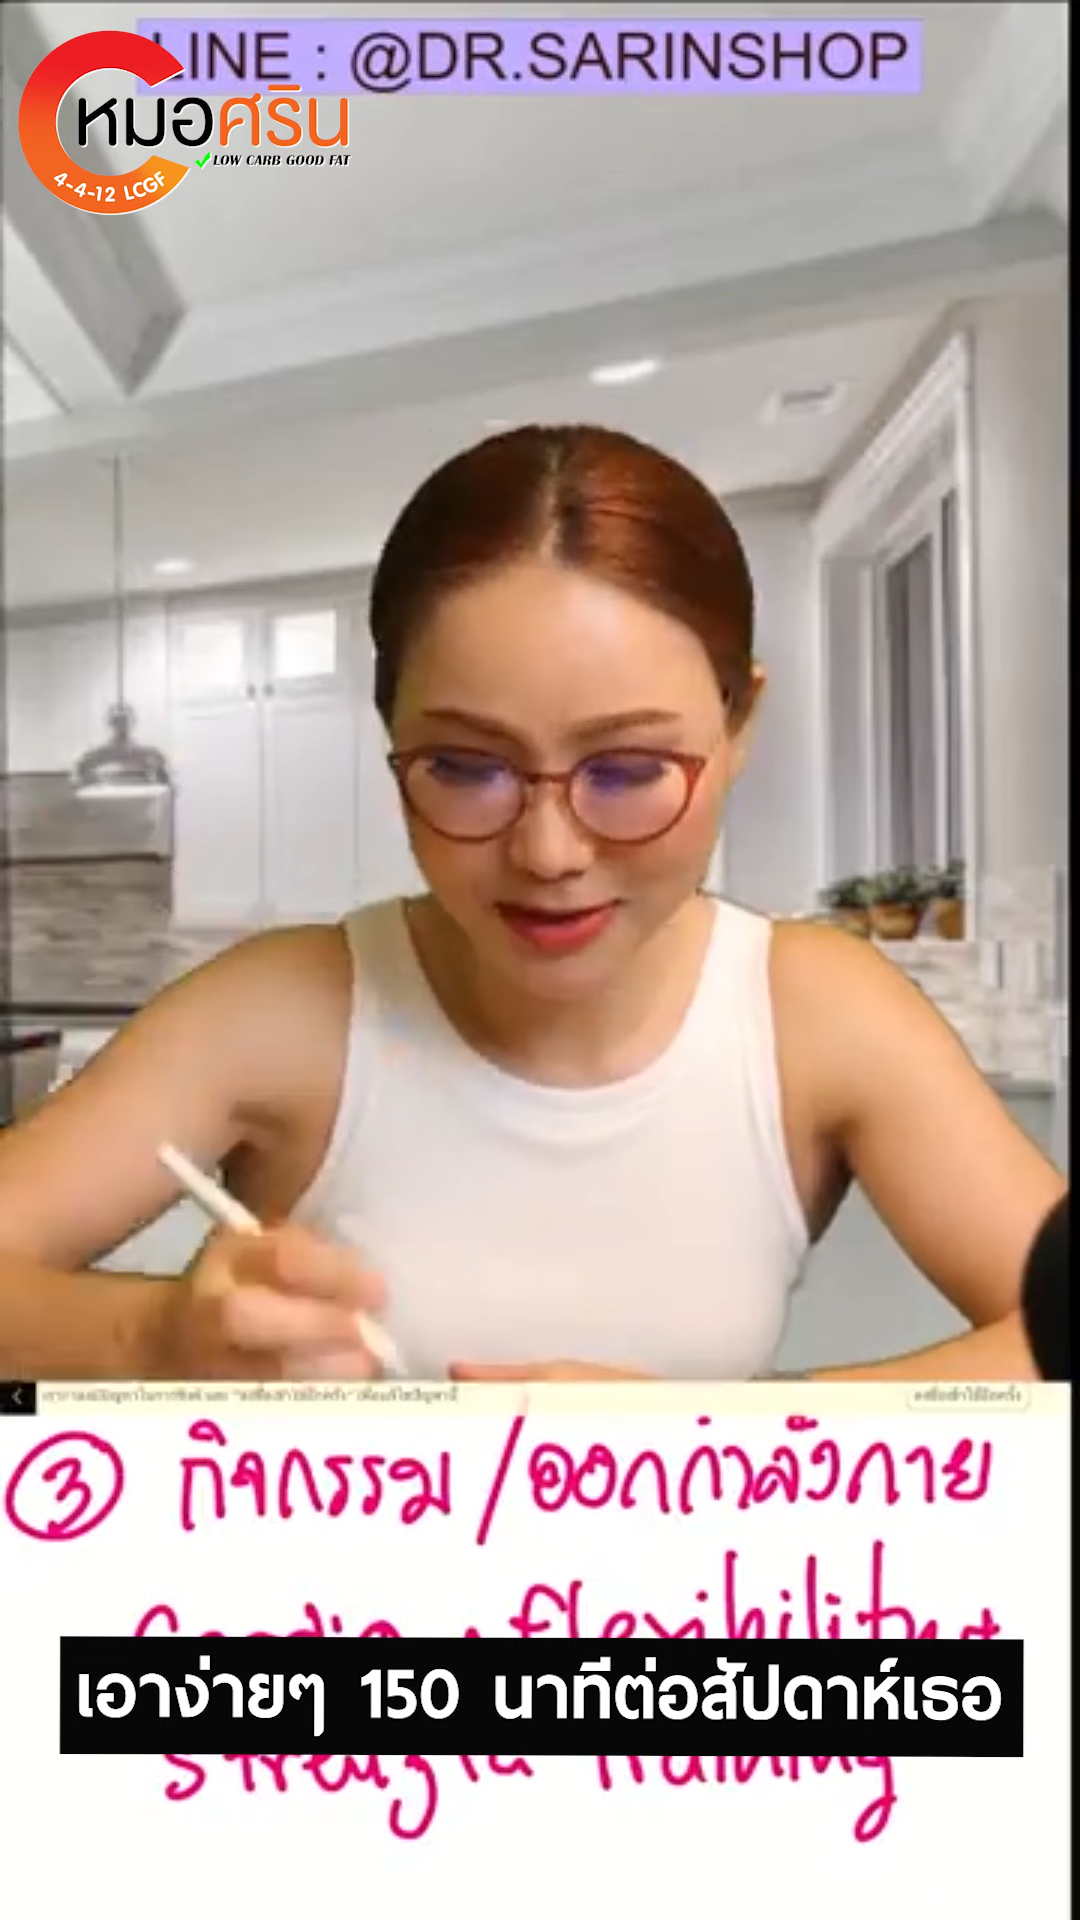 LINE : @DR.SARINSHOP
หมอศริน
LOW CARB GOOD FAT
4-4-12 LCGF
③ กิจกรรม / ออกกำลังกาย
flexibility +
เอาง่ายๆ 150 นาทีต่อสัปดาห์เธอ
Strength Training